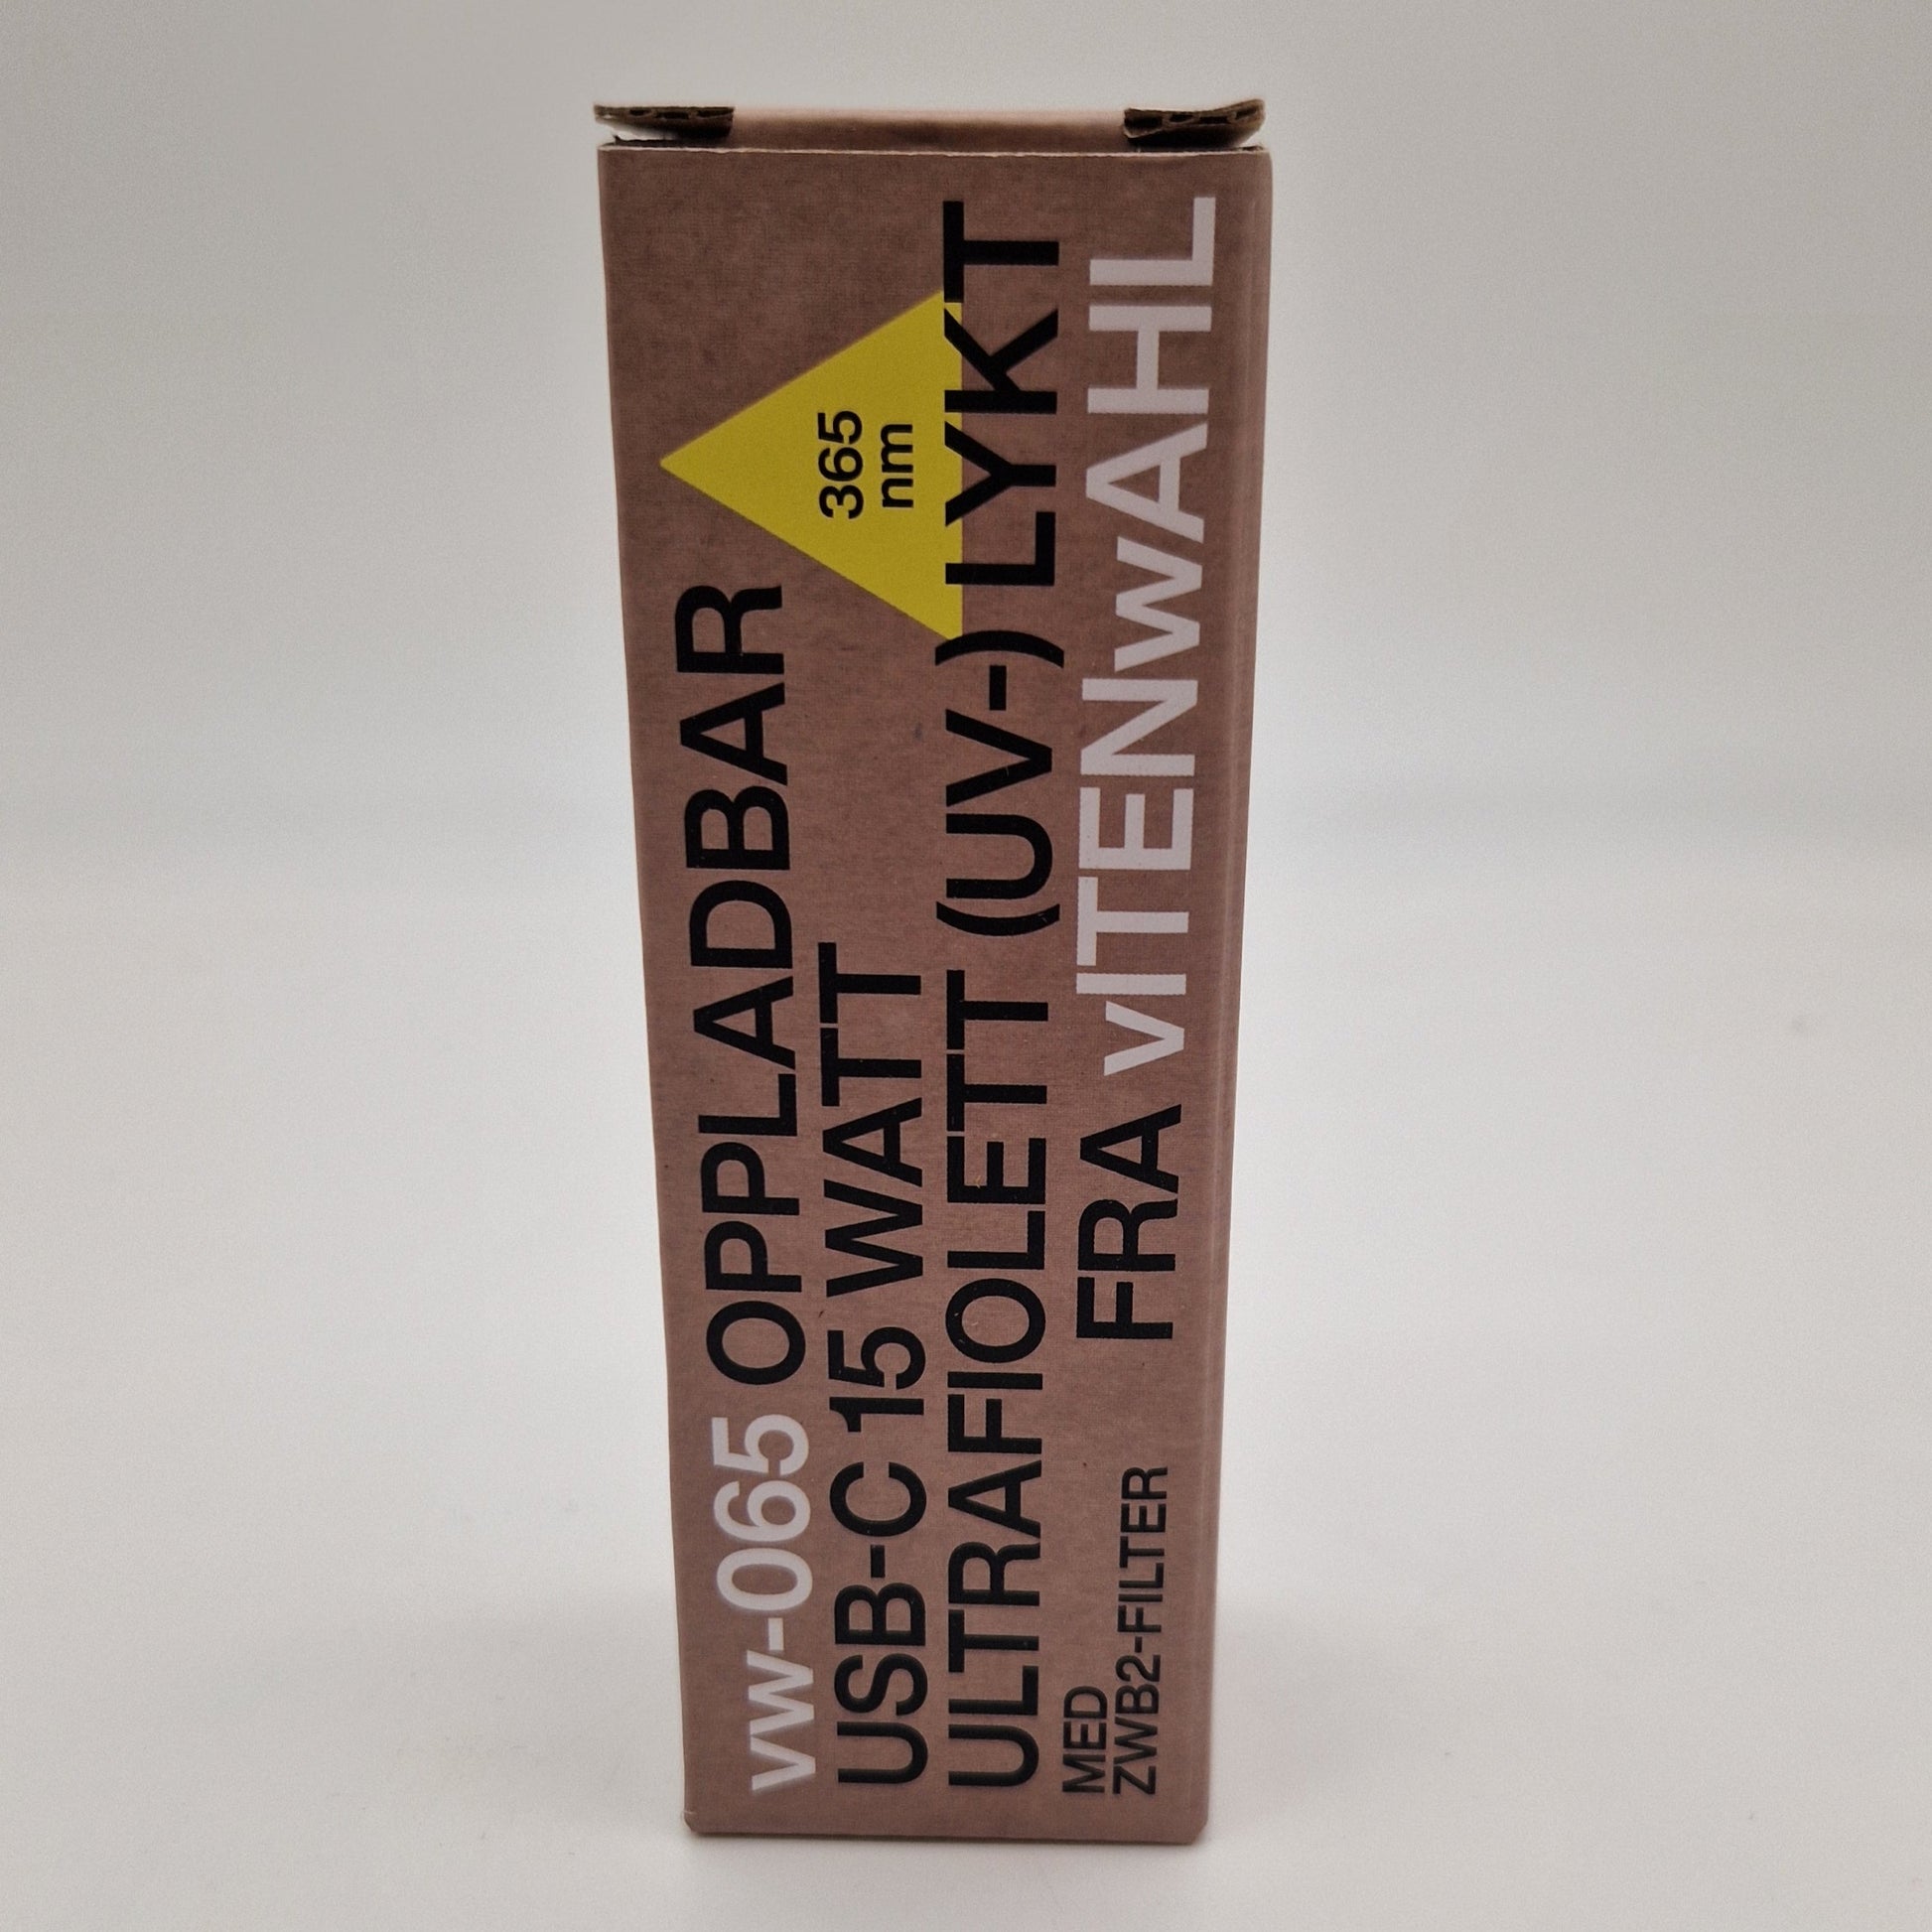 vw-065 OPPLADBAR
USB-C 15 WATT
ULTRAFIOLETT (UV-) LYKT
FRA vITENwAHL
MED
ZWB2-FILTER
365
nm